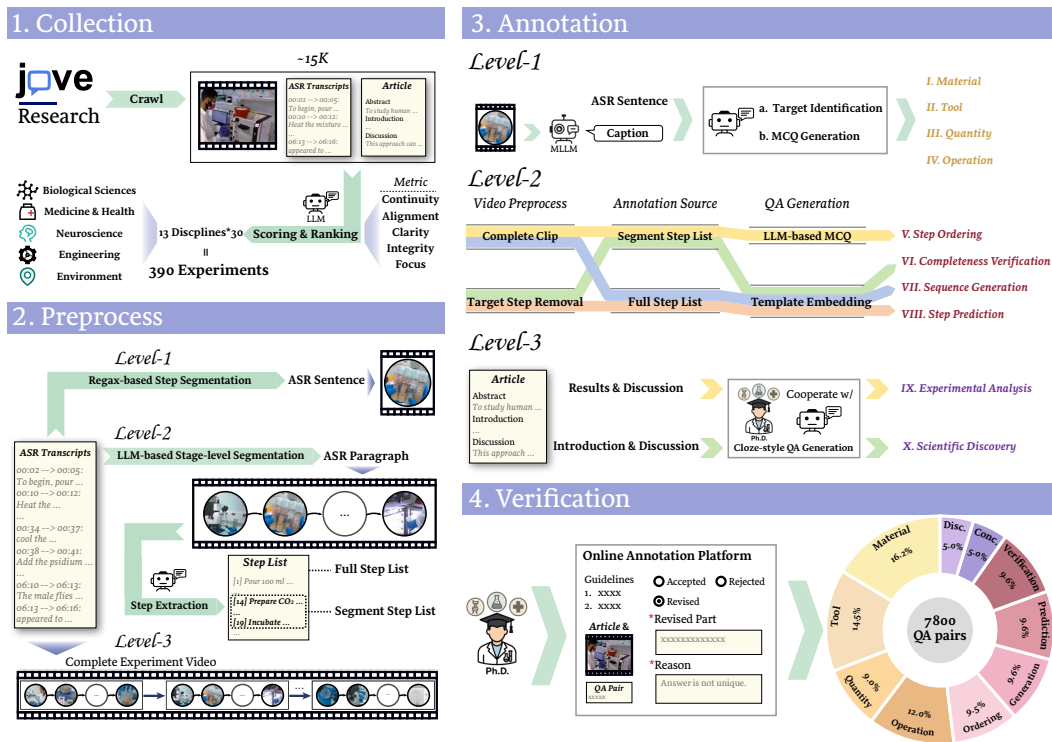 1. Collection
jove
Research
Crawl
~15K
ASR Transcripts
00:02 --> 00:05:
To begin, pour ...
00:10 --> 00:12:
Heat the mixture ...
...
06:13 --> 06:16:
appeared to ...
Article
Abstract
To study human ...
Introduction
...
Discussion
This approach can ...
Biological Sciences
Medicine & Health
Neuroscience
Engineering
Environment
13 Discplines*30
=
390 Experiments
LLM
Scoring & Ranking
Metric
Continuity
Alignment
Clarity
Integrity
Focus
2. Preprocess
Level-1
Regax-based Step Segmentation
ASR Sentence
Level-2
LLM-based Stage-level Segmentation
ASR Paragraph
ASR Transcripts
00:02 --> 00:05:
To begin, pour ...
00:10 --> 00:12:
Heat the ...
...
00:34 --> 00:37:
cool the ...
00:38 --> 00:41:
Add the psidium ...
...
06:10 --> 06:13:
The male flies ...
06:13 --> 06:16:
appeared to ...
...
Step Extraction
Step List
[1] Pour 100 ml ...
...
[14] Prepare CO₂ ...
...
[19] Incubate ...
...
Full Step List
Segment Step List
Level-3
Complete Experiment Video
...
3. Annotation
Level-1
MLLM
ASR Sentence
Caption
a. Target Identification
b. MCQ Generation
I. Material
II. Tool
III. Quantity
IV. Operation
Level-2
Video Preprocess
Annotation Source
QA Generation
Complete Clip
Segment Step List
LLM-based MCQ
Target Step Removal
Full Step List
Template Embedding
V. Step Ordering
VI. Completeness Verification
VII. Sequence Generation
VIII. Step Prediction
Level-3
Article
Abstract
To study human ...
Introduction
...
Discussion
This approach ...
Results & Discussion
Introduction & Discussion
Ph.D.
Cooperate w/
Cloze-style QA Generation
IX. Experimental Analysis
X. Scientific Discovery
4. Verification
Ph.D.
Online Annotation Platform
Guidelines
1. XXXX
2. XXXX
Accepted
Rejected
Revised
Article &
QA Pair
xxxxx
*Revised Part
xxxxxxxxxxxxx
*Reason
Answer is not unique.
7800
QA pairs
Disc.
5.0%
Conc.
5.0%
Verification
9.6%
Prediction
9.6%
Generation
9.6%
Ordering
9.5%
Operation
12.0%
Quantity
9.0%
Tool
14.5%
Material
16.2%